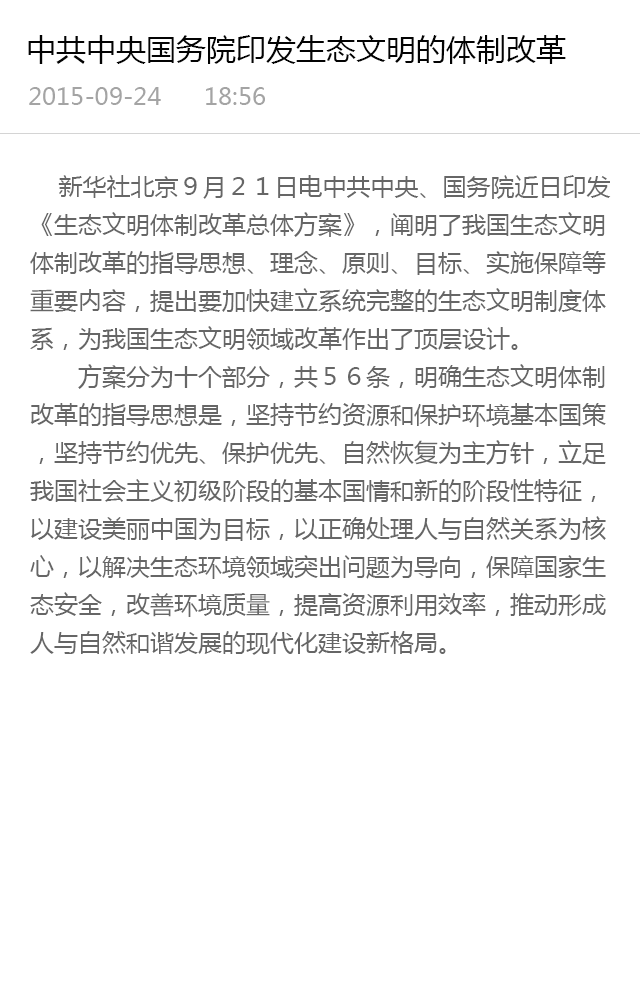 中共中央国务院印发生态文明的体制改革
2015-09-24 18:56
新华社北京９月２１日电中共中央、国务院近日印发
《生态文明体制改革总体方案》，阐明了我国生态文明
体制改革的指导思想、理念、原则、目标、实施保障等
重要内容，提出要加快建立系统完整的生态文明制度体
系，为我国生态文明领域改革作出了顶层设计。
方案分为十个部分，共５６条，明确生态文明体制
改革的指导思想是，坚持节约资源和保护环境基本国策
，坚持节约优先、保护优先、自然恢复为主方针，立足
我国社会主义初级阶段的基本国情和新的阶段性特征，
以建设美丽中国为目标，以正确处理人与自然关系为核
心，以解决生态环境领域突出问题为导向，保障国家生
态安全，改善环境质量，提高资源利用效率，推动形成
人与自然和谐发展的现代化建设新格局。